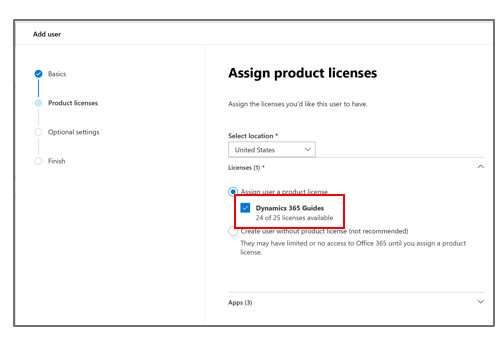 Add user
Basics
Product licenses
Optional settings
Finish
Assign product licenses
Assign the licenses you'd like this user to have.
Select location *
United States
Licenses (1) *
Assign user a product license
Dynamics 365 Guides
24 of 25 licenses available
Create user without product license (not recommended)
They may have limited or no access to Office 365 until you assign a product
license.
Apps (3)